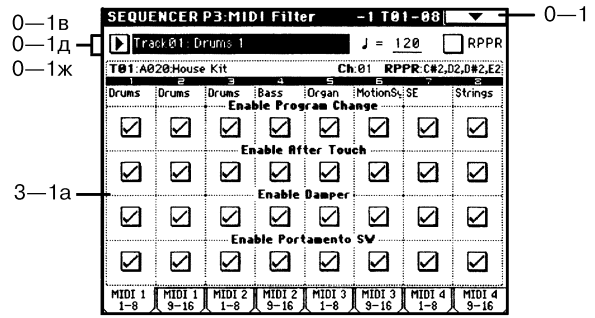 SEQUENCER P3:MIDI Filter —1 T01-08
0—1
0—1в
0—1д
Track01: Drums 1
♩ = 120
RPPR
0—1ж
T01:A020:House Kit Ch:01 RPPR:C#2,D2,D#2,E2
1 2 3 4 5 6 7 8
Drums Drums Drums Bass Organ MotionSy SE Strings
Enable Program Change
Enable After Touch
3—1а
Enable Damper
Enable Portamento SW
MIDI 1 MIDI 1 MIDI 2 MIDI 2 MIDI 3 MIDI 3 MIDI 4 MIDI 4
1-8 9-16 1-8 9-16 1-8 9-16 1-8 9-16